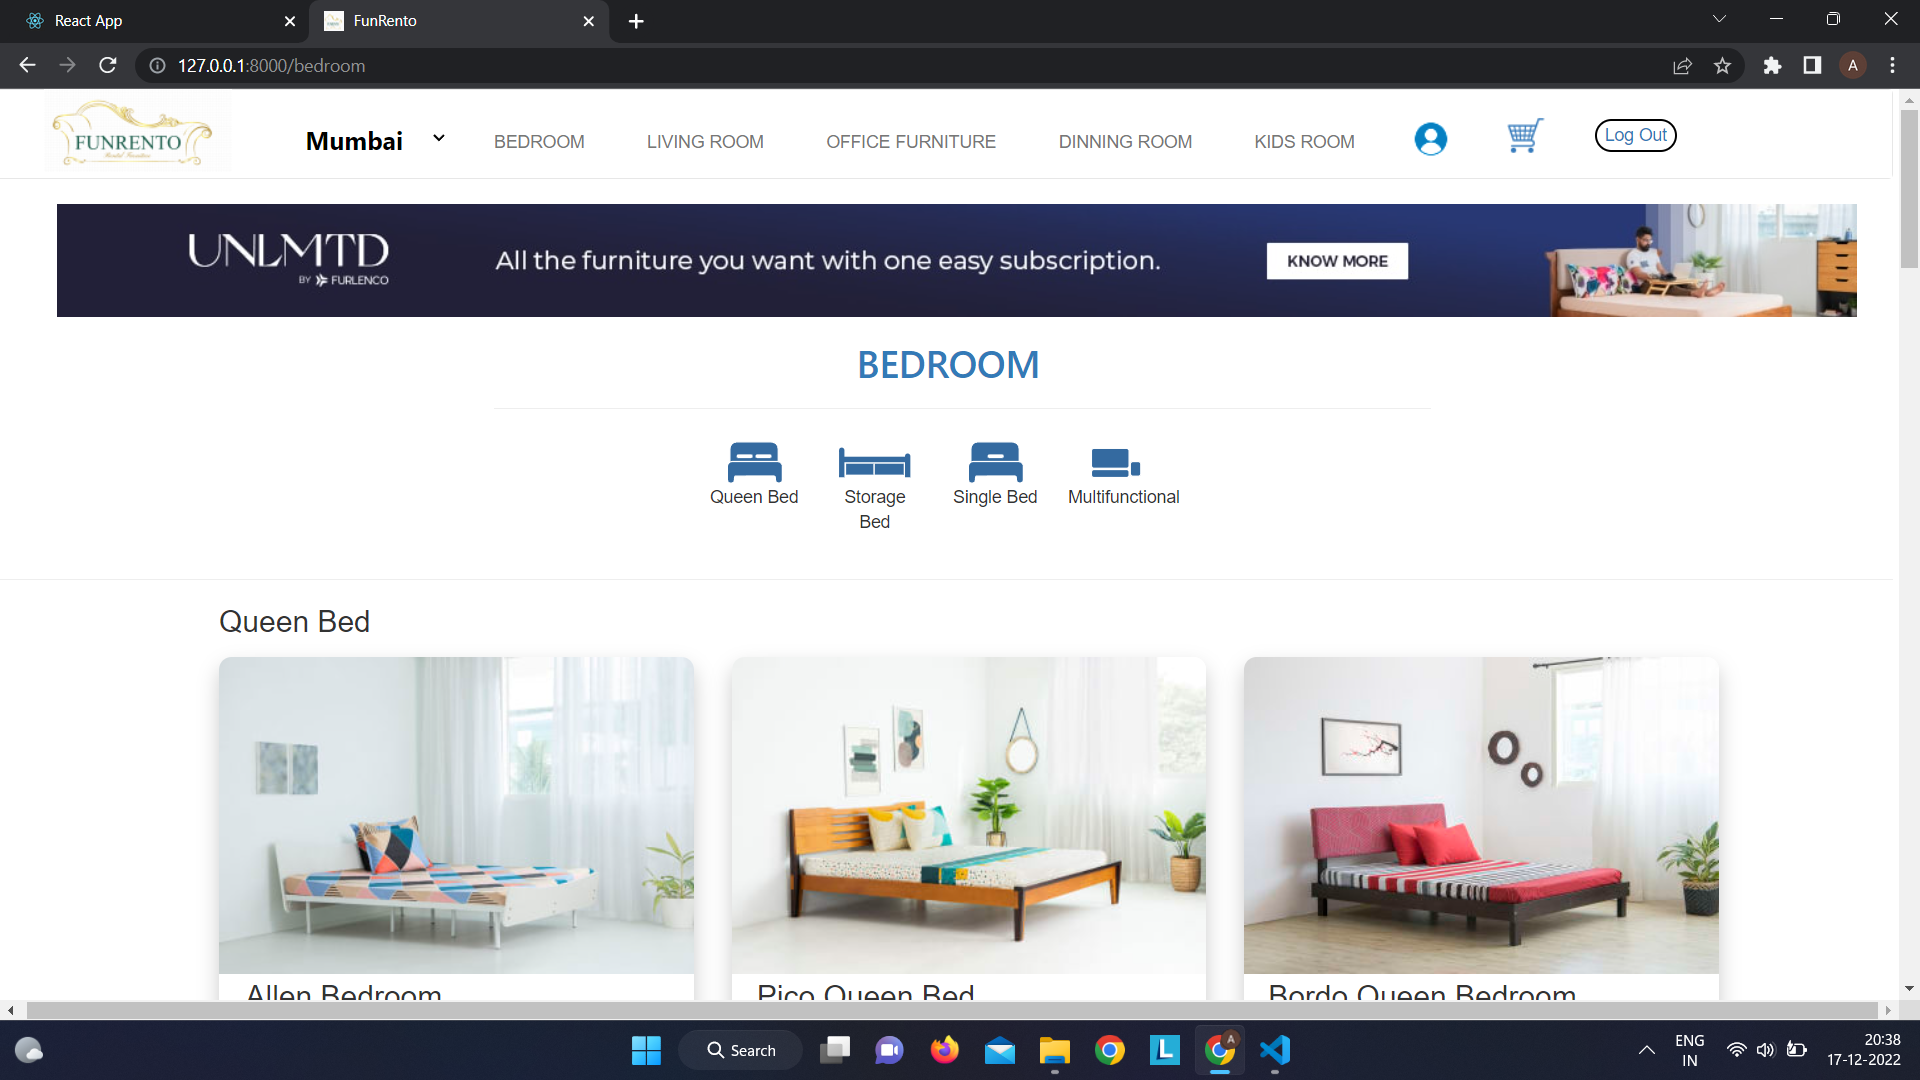 React App
FunRento
127.0.0.1:8000/bedroom
A
FUNRENTO
Mumbai
BEDROOM
LIVING ROOM
OFFICE FURNITURE
DINNING ROOM
KIDS ROOM
Log Out
UNLMTD
BY FURLENCO
All the furniture you want with one easy subscription.
KNOW MORE
BEDROOM
Queen Bed
Storage
Bed
Single Bed
Multifunctional
Queen Bed
Allen Bedroom
Pico Queen Bed
Bordo Queen Bedroom
Search
L
A
ENG
IN
20:38
17-12-2022